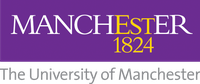 MANCHEStER
1824
The University of Manchester